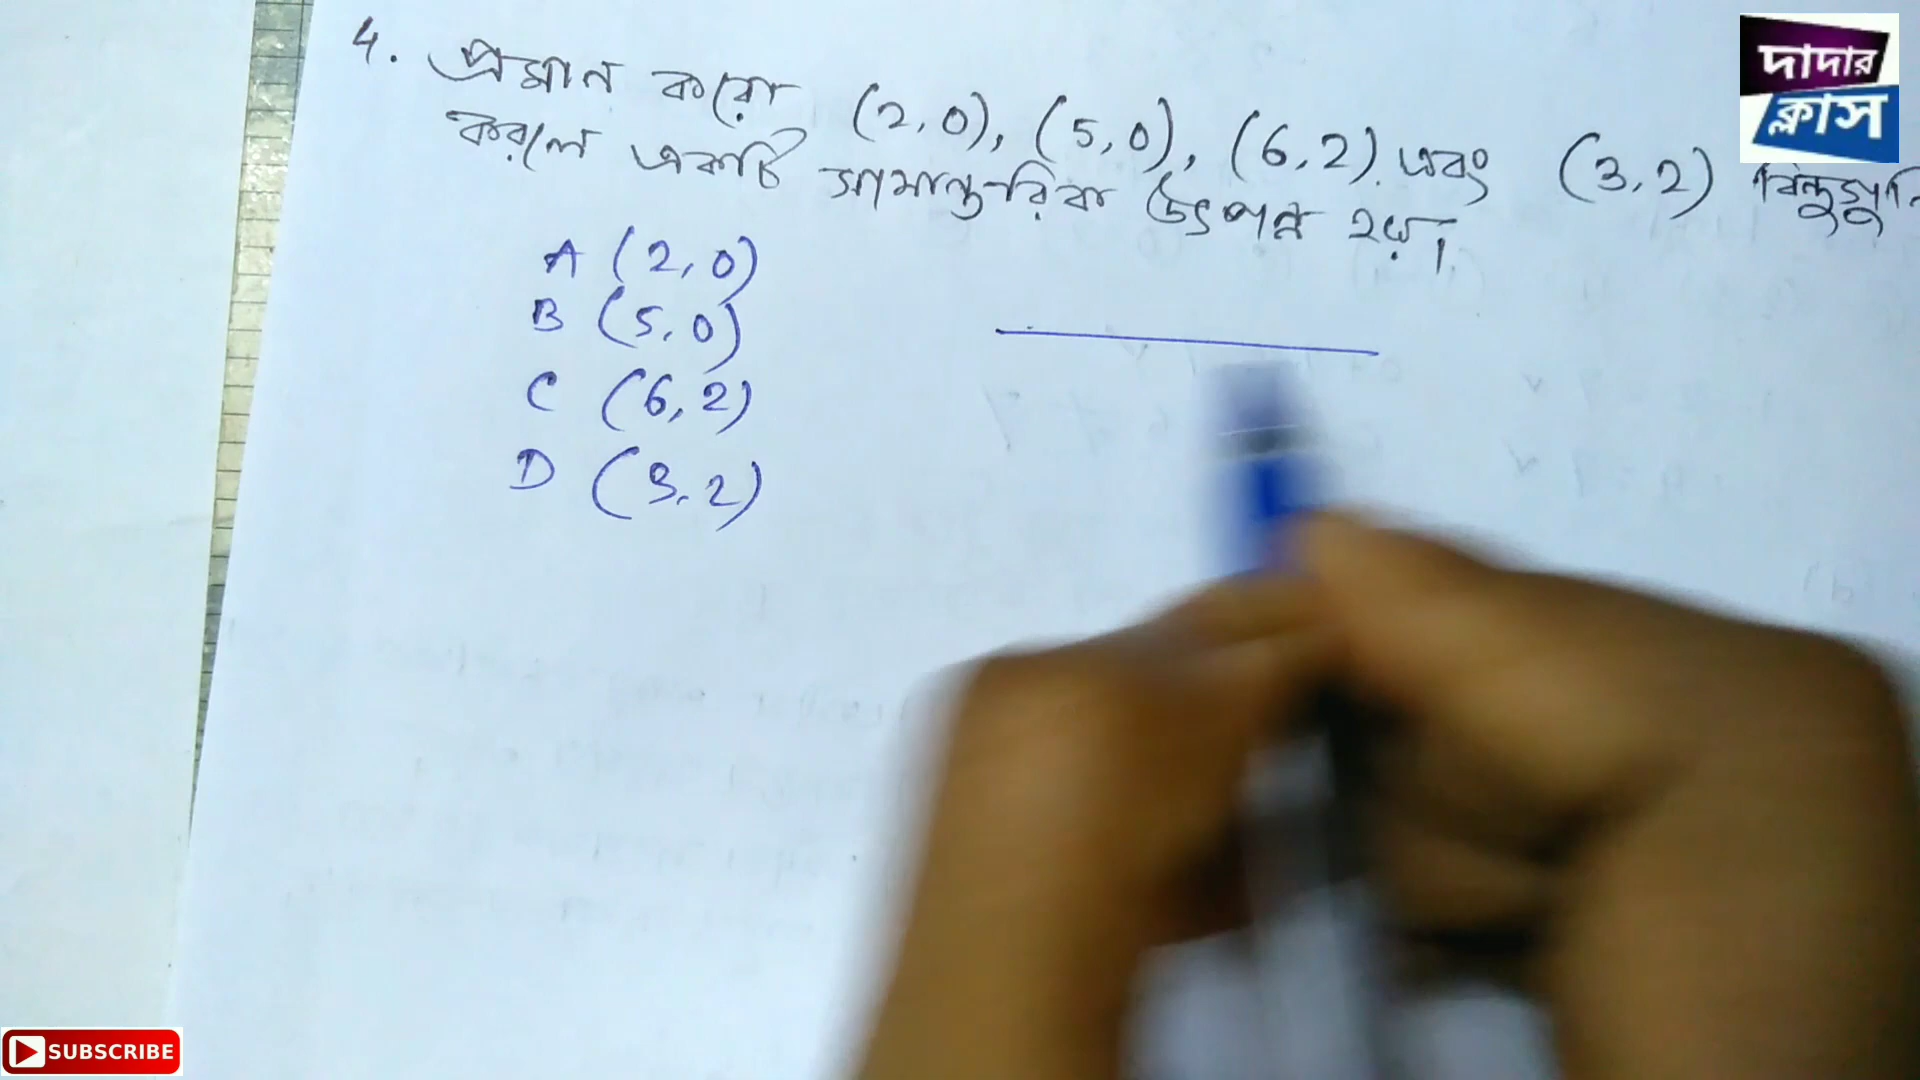 4. প্রমান করো (2,0), (5,0), (6,2) এবং (3,2)
করলে একটি সামান্তরিক উৎপন্ন হয়।
A (2,0)
B (5,0)
C (6,2)
D (3,2)
দাদার
ক্লাস
SUBSCRIBE